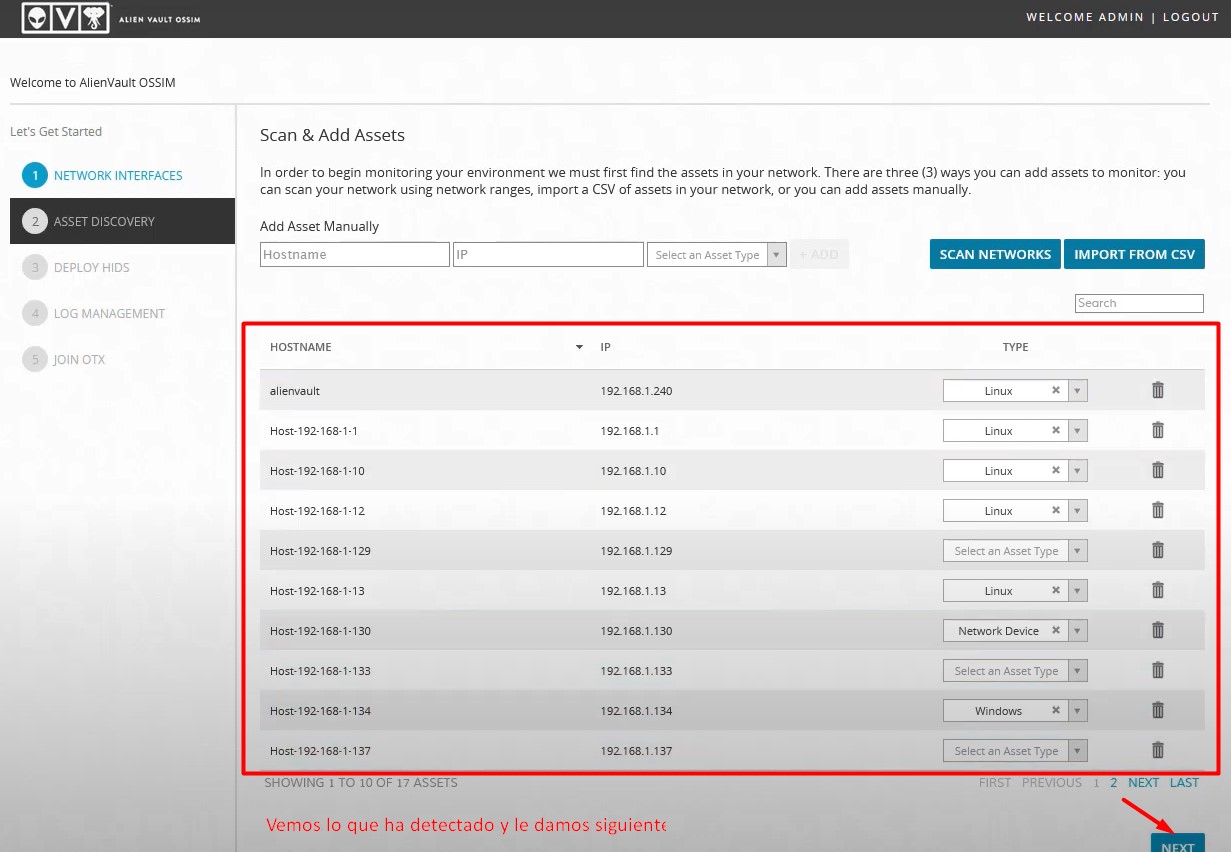 ALIEN VAULT OSSIM
WELCOME ADMIN | LOGOUT
Welcome to AlienVault OSSIM
Let's Get Started
1 NETWORK INTERFACES
2 ASSET DISCOVERY
3 DEPLOY HIDS
4 LOG MANAGEMENT
5 JOIN OTX
Scan & Add Assets
In order to begin monitoring your environment we must first find the assets in your network. There are three (3) ways you can add assets to monitor: you
can scan your network using network ranges, import a CSV of assets in your network, or you can add assets manually.
Add Asset Manually
Hostname IP Select an Asset Type + ADD SCAN NETWORKS IMPORT FROM CSV
Search
HOSTNAME IP TYPE
alienvault 192.168.1.240 Linux
Host-192-168-1-1 192.168.1.1 Linux
Host-192-168-1-10 192.168.1.10 Linux
Host-192-168-1-12 192.168.1.12 Linux
Host-192-168-1-129 192.168.1.129 Select an Asset Type
Host-192-168-1-13 192.168.1.13 Linux
Host-192-168-1-130 192.168.1.130 Network Device
Host-192-168-1-133 192.168.1.133 Select an Asset Type
Host-192-168-1-134 192.168.1.134 Windows
Host-192-168-1-137 192.168.1.137 Select an Asset Type
SHOWING 1 TO 10 OF 17 ASSETS FIRST PREVIOUS 1 2 NEXT LAST
Vemos lo que ha detectado y le damos siguiente
NEXT